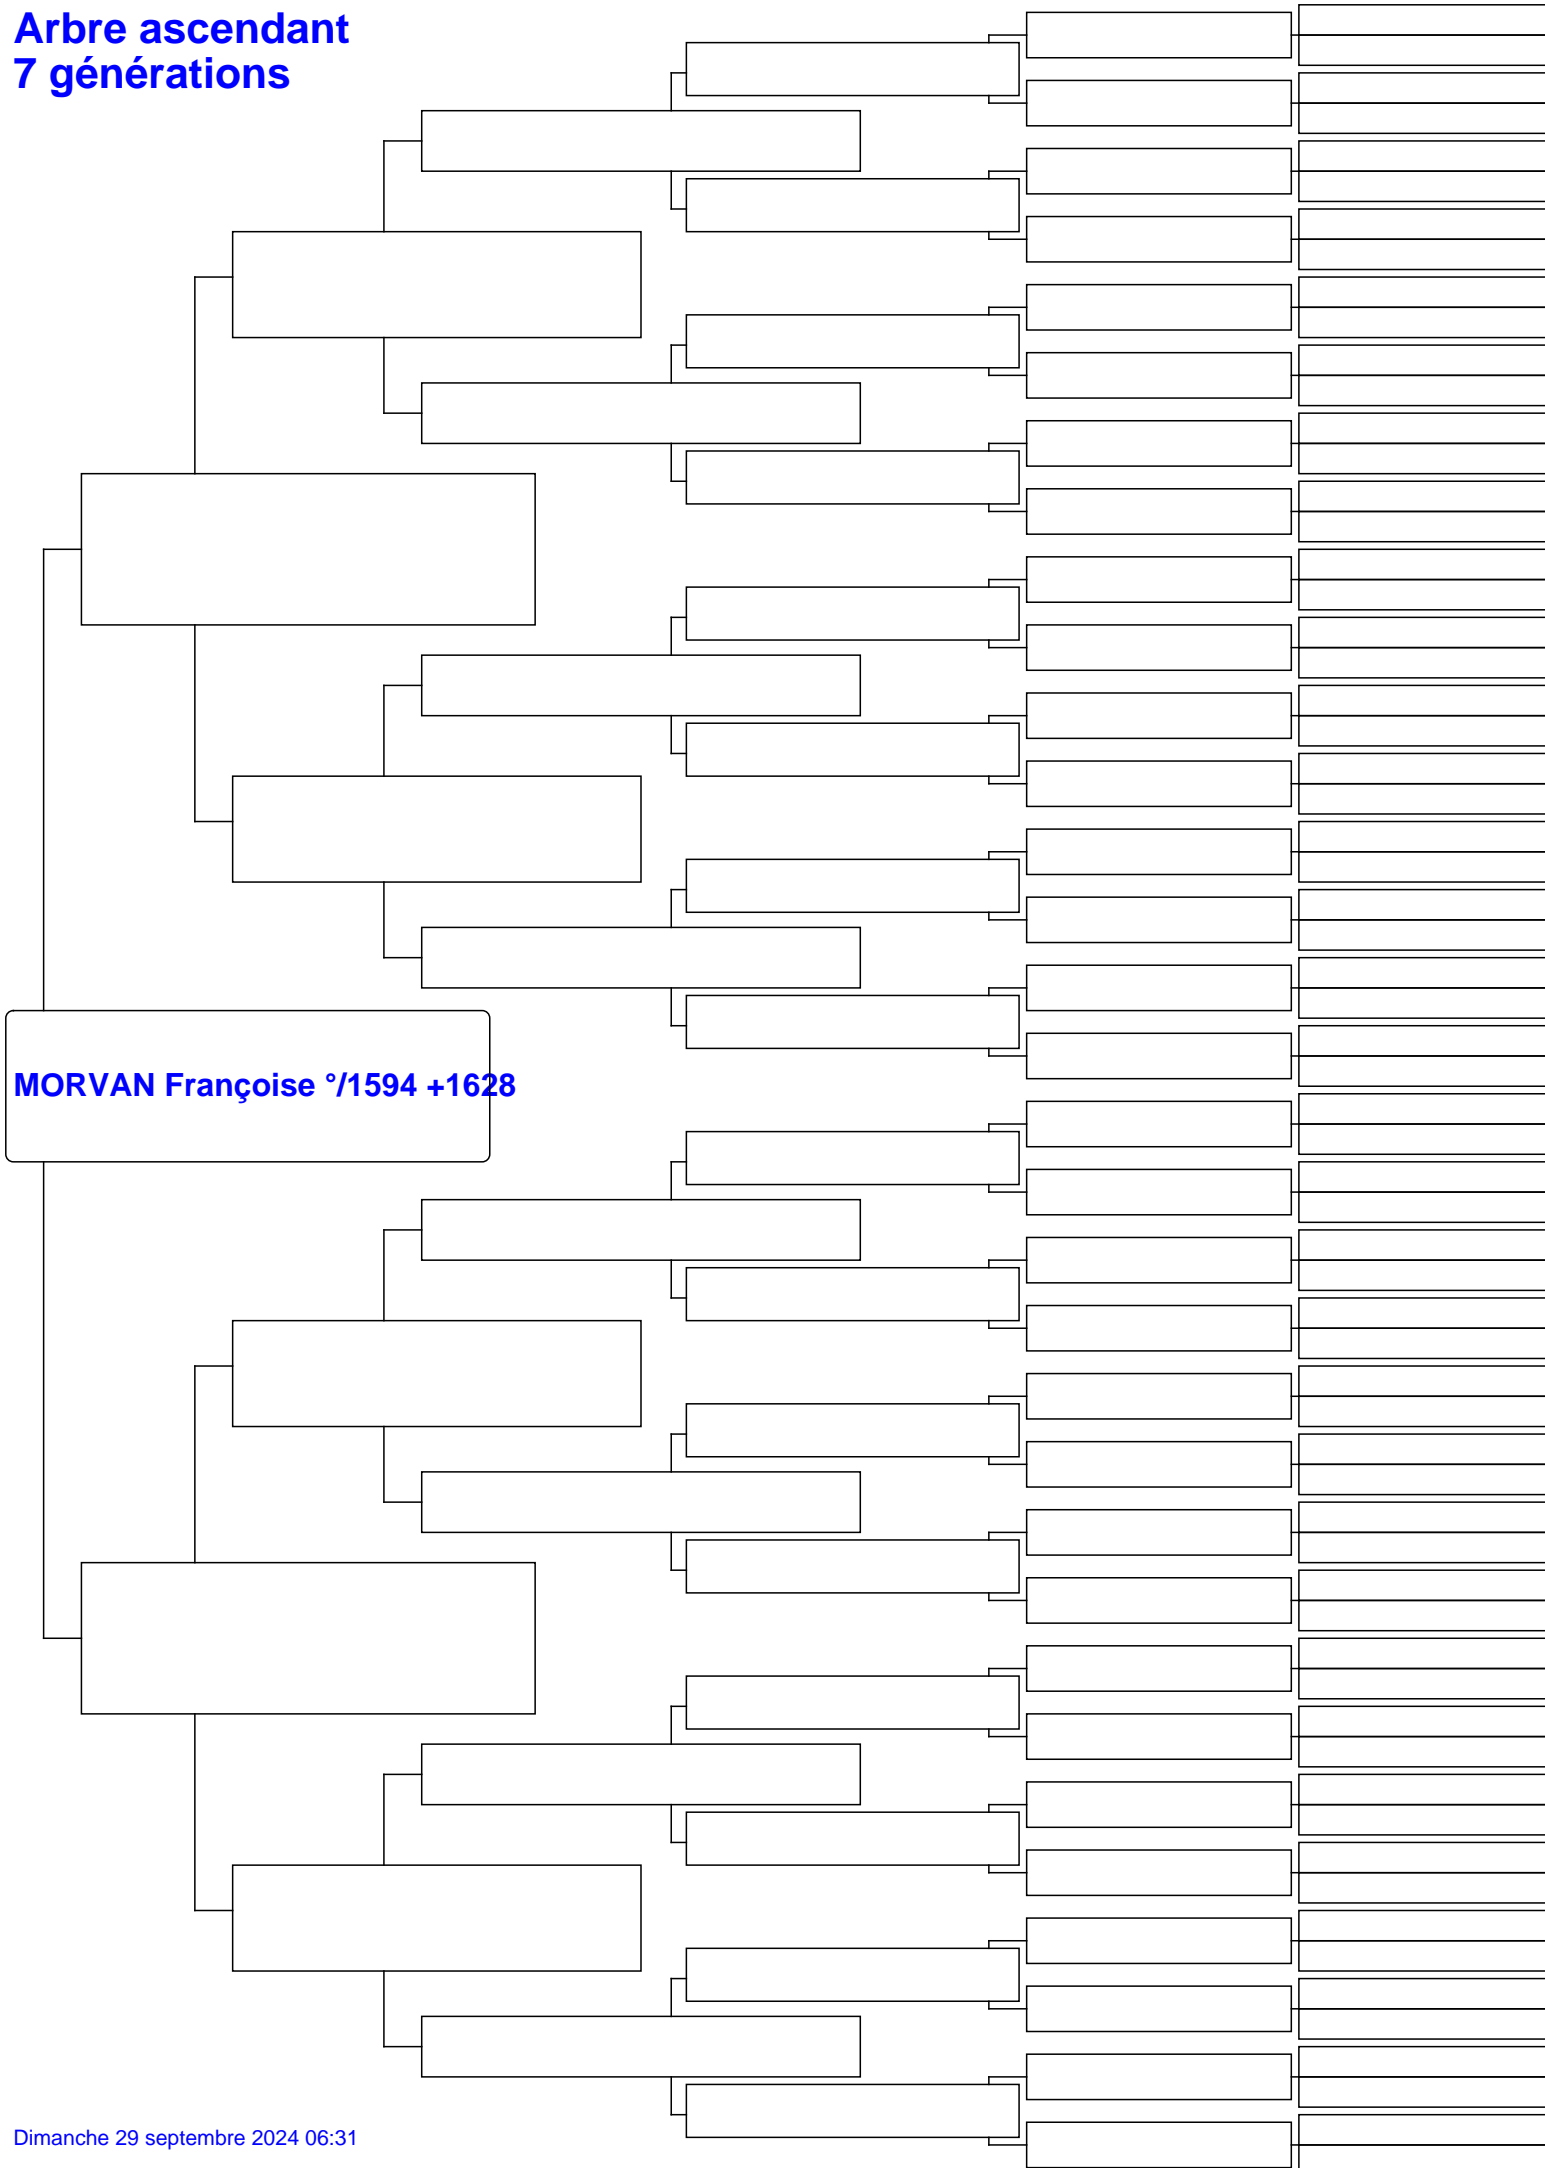 Arbre ascendant
7 générations
MORVAN Françoise °/1594 +1628
Dimanche 29 septembre 2024 06:31